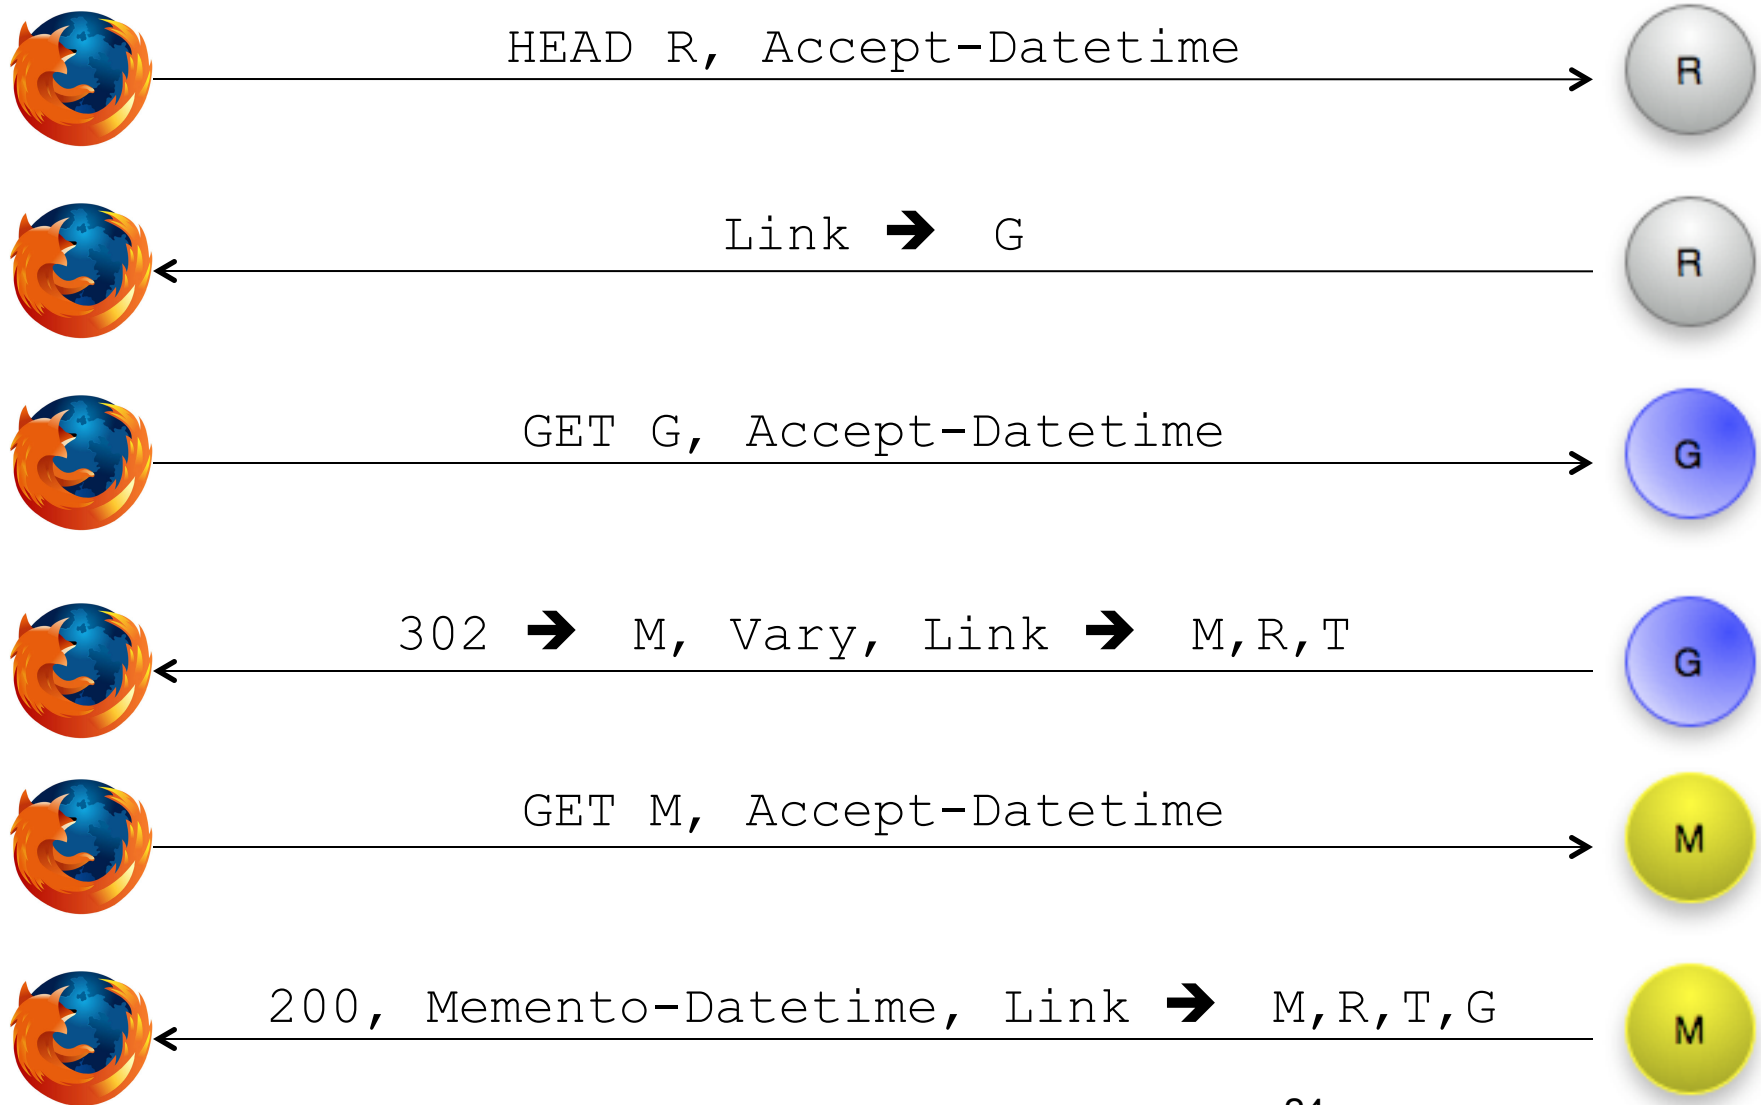 HEAD R, Accept-Datetime
R
Link ➔ G
R
GET G, Accept-Datetime
G
302 ➔ M, Vary, Link ➔ M,R,T
G
GET M, Accept-Datetime
M
200, Memento-Datetime, Link ➔ M,R,T,G
M